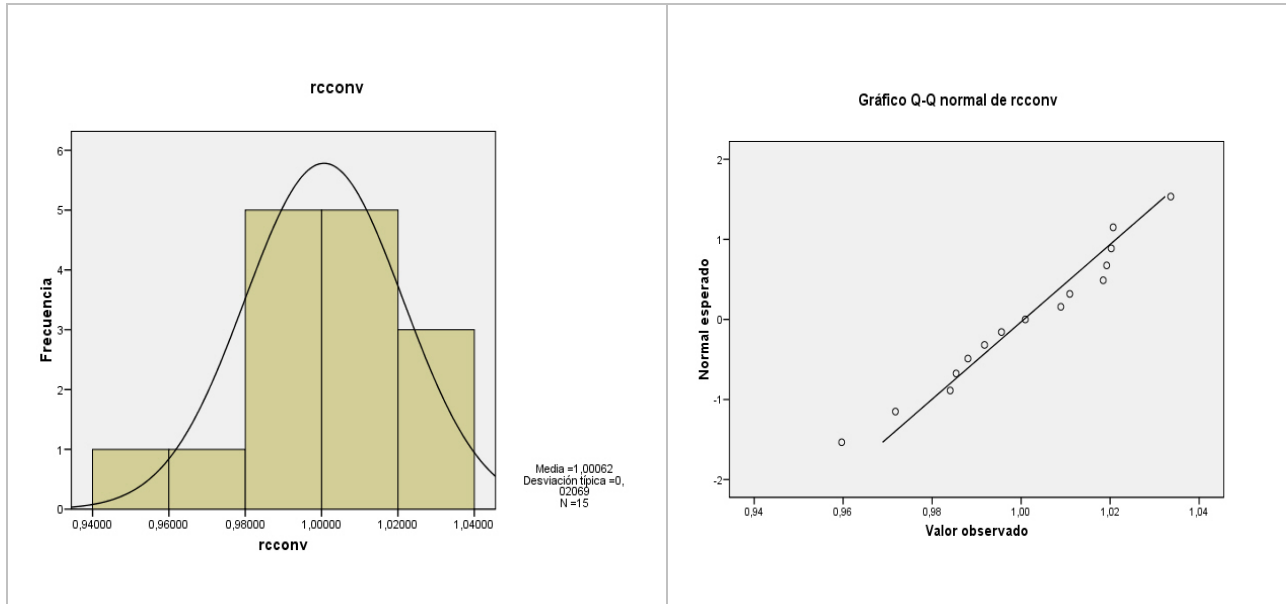 rcconv
Frecuencia
6
5
4
3
2
1
0
0,94000 0,96000 0,98000 1,00000 1,02000 1,04000
rcconv
Media =1,00062
Desviación típica =0,
02069
N =15
Gráfico Q-Q normal de rcconv
Normal esperado
2
1
0
-1
-2
0,94 0,96 0,98 1,00 1,02 1,04
Valor observado